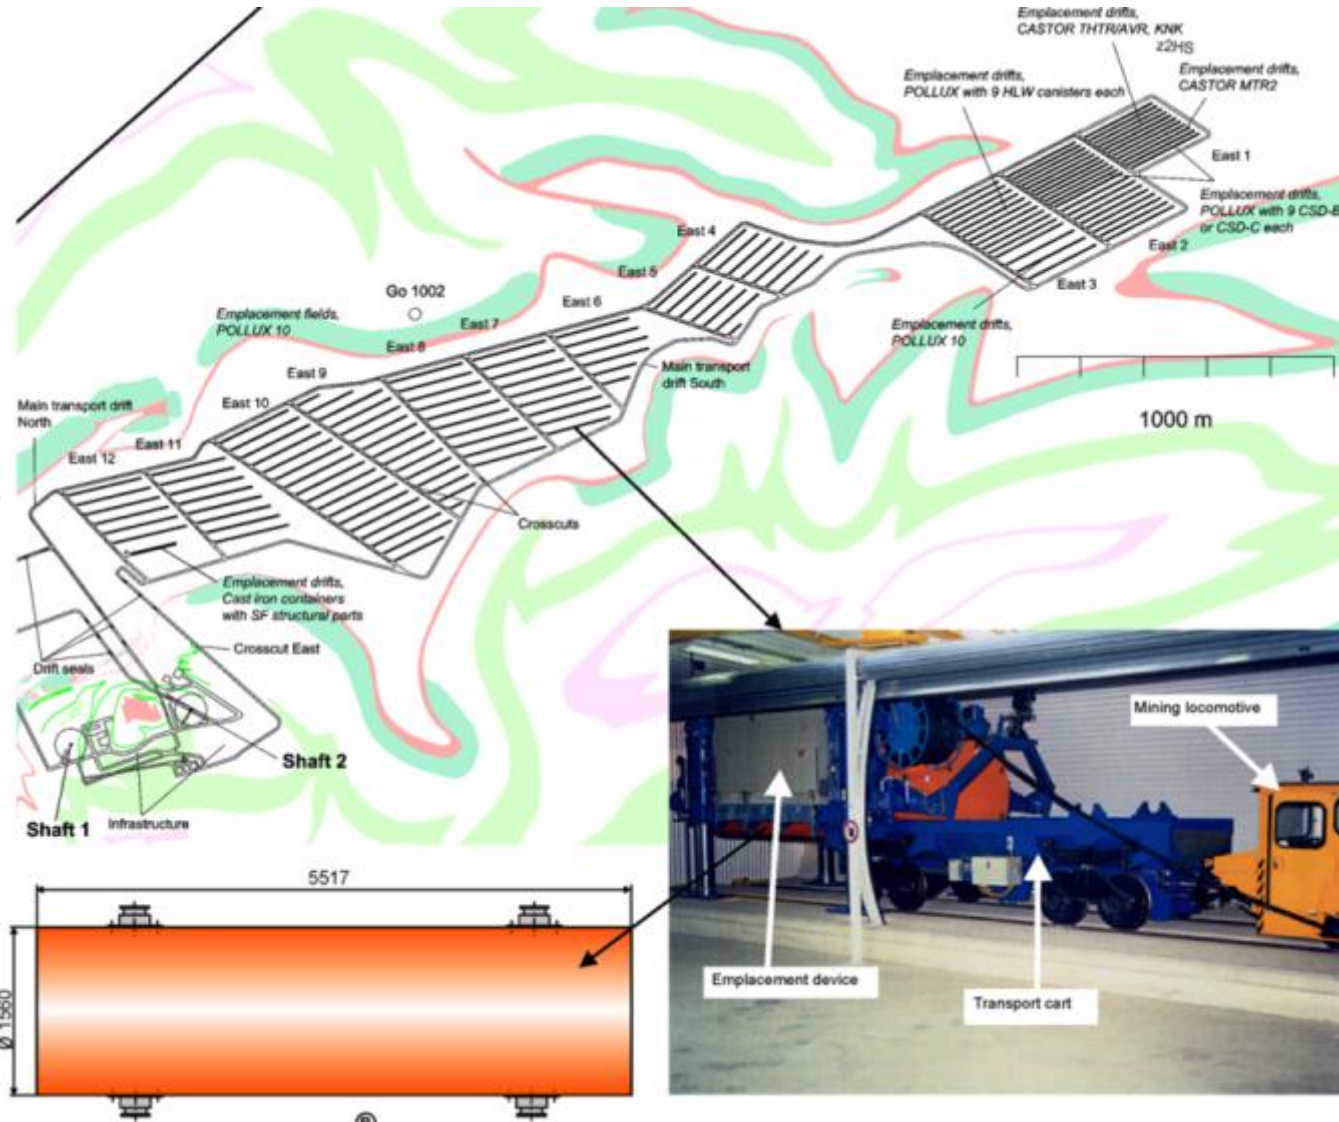 Emplacement drifts,
CASTOR THTR/AVR, KNK
z2HS
Emplacement drifts,
CASTOR MTR2
Emplacement drifts,
POLLUX with 9 HLW canisters each
East 1
Emplacement drifts,
POLLUX with 9 CSD-B
or CSD-C each
East 2
East 3
East 4
East 5
East 6
Go 1002
Emplacement fields,
POLLUX 10
East 7
East 8
East 9
East 10
East 11
East 12
Emplacement drifts,
POLLUX 10
Main transport
drift South
1000 m
Main transport drift
North
Crosscuts
Emplacement drifts,
Cast iron containers
with SF structural parts
Crosscut East
Drift seals
Shaft 2
Shaft 1
Infrastructure
Mining locomotive
Emplacement device
Transport cart
5517
Ø 1560